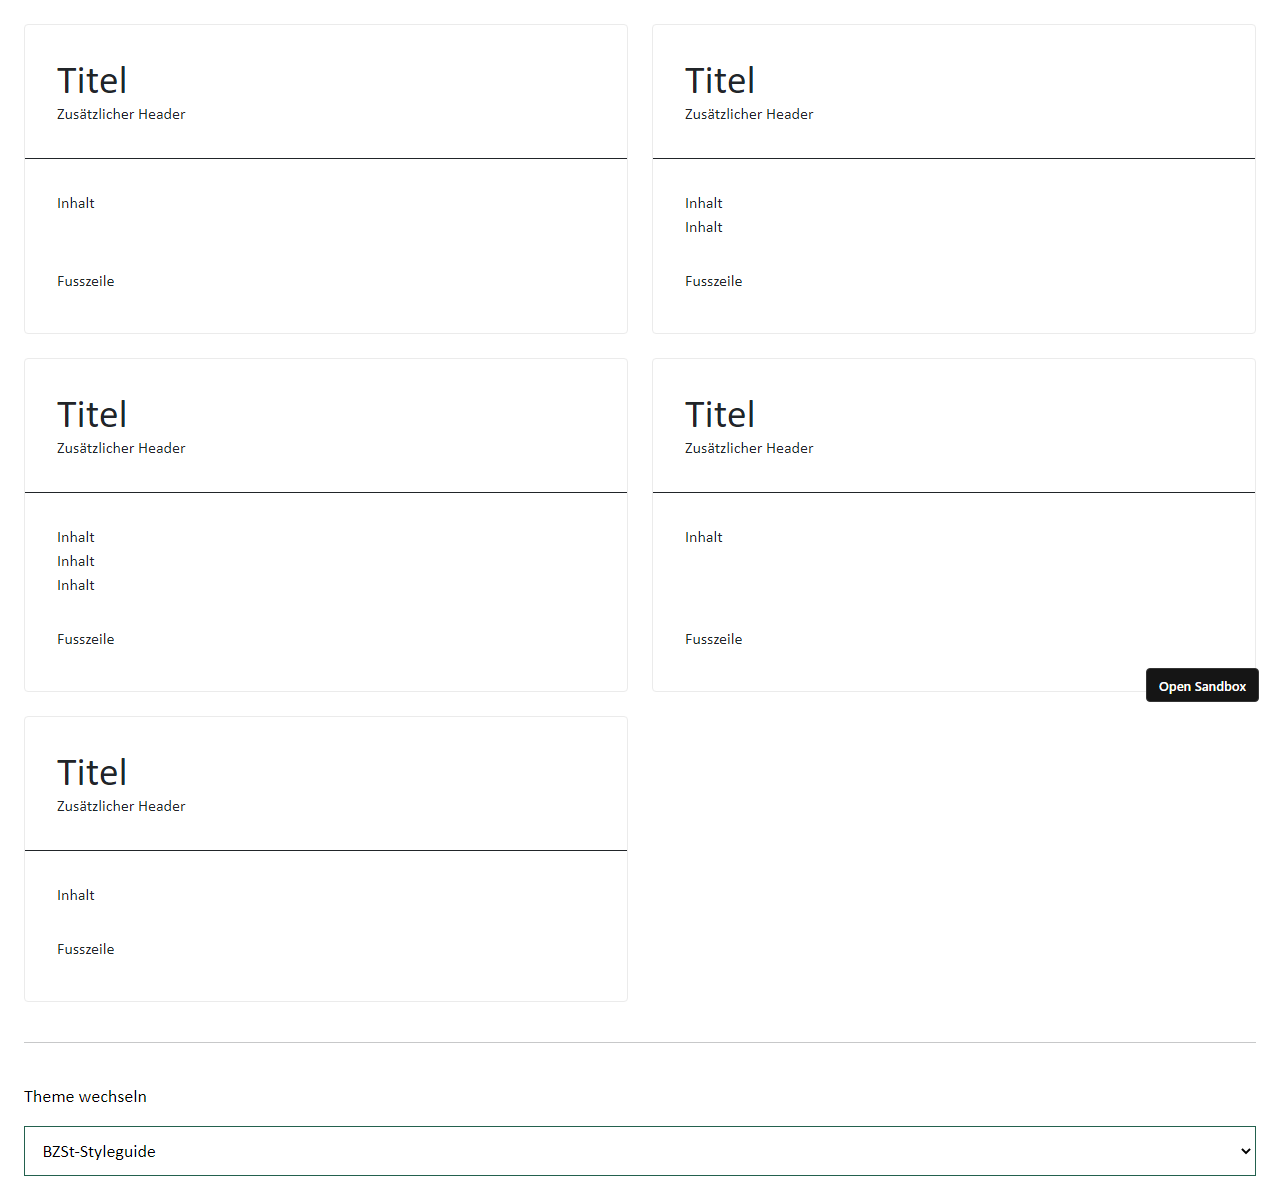 Titel
Zusätzlicher Header
Inhalt
Fusszeile
Titel
Zusätzlicher Header
Inhalt
Inhalt
Fusszeile
Titel
Zusätzlicher Header
Inhalt
Inhalt
Inhalt
Fusszeile
Titel
Zusätzlicher Header
Inhalt
Fusszeile
Open Sandbox
Titel
Zusätzlicher Header
Inhalt
Fusszeile
Theme wechseln
BZSt-Styleguide